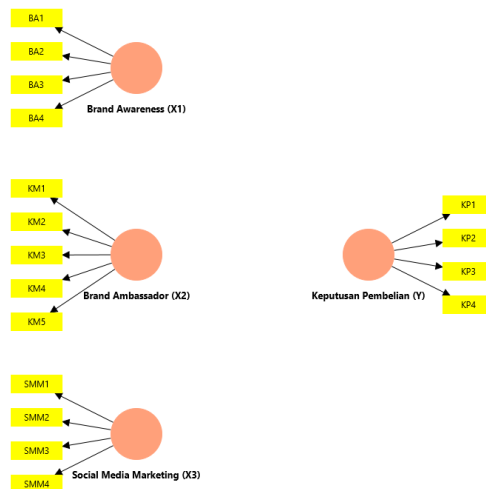 BA1
BA2
BA3
BA4
Brand Awareness (X1)
KM1
KM2
KM3
KM4
KM5
Brand Ambassador (X2)
KP1
KP2
KP3
KP4
Keputusan Pembelian (Y)
SMM1
SMM2
SMM3
SMM4
Social Media Marketing (X3)